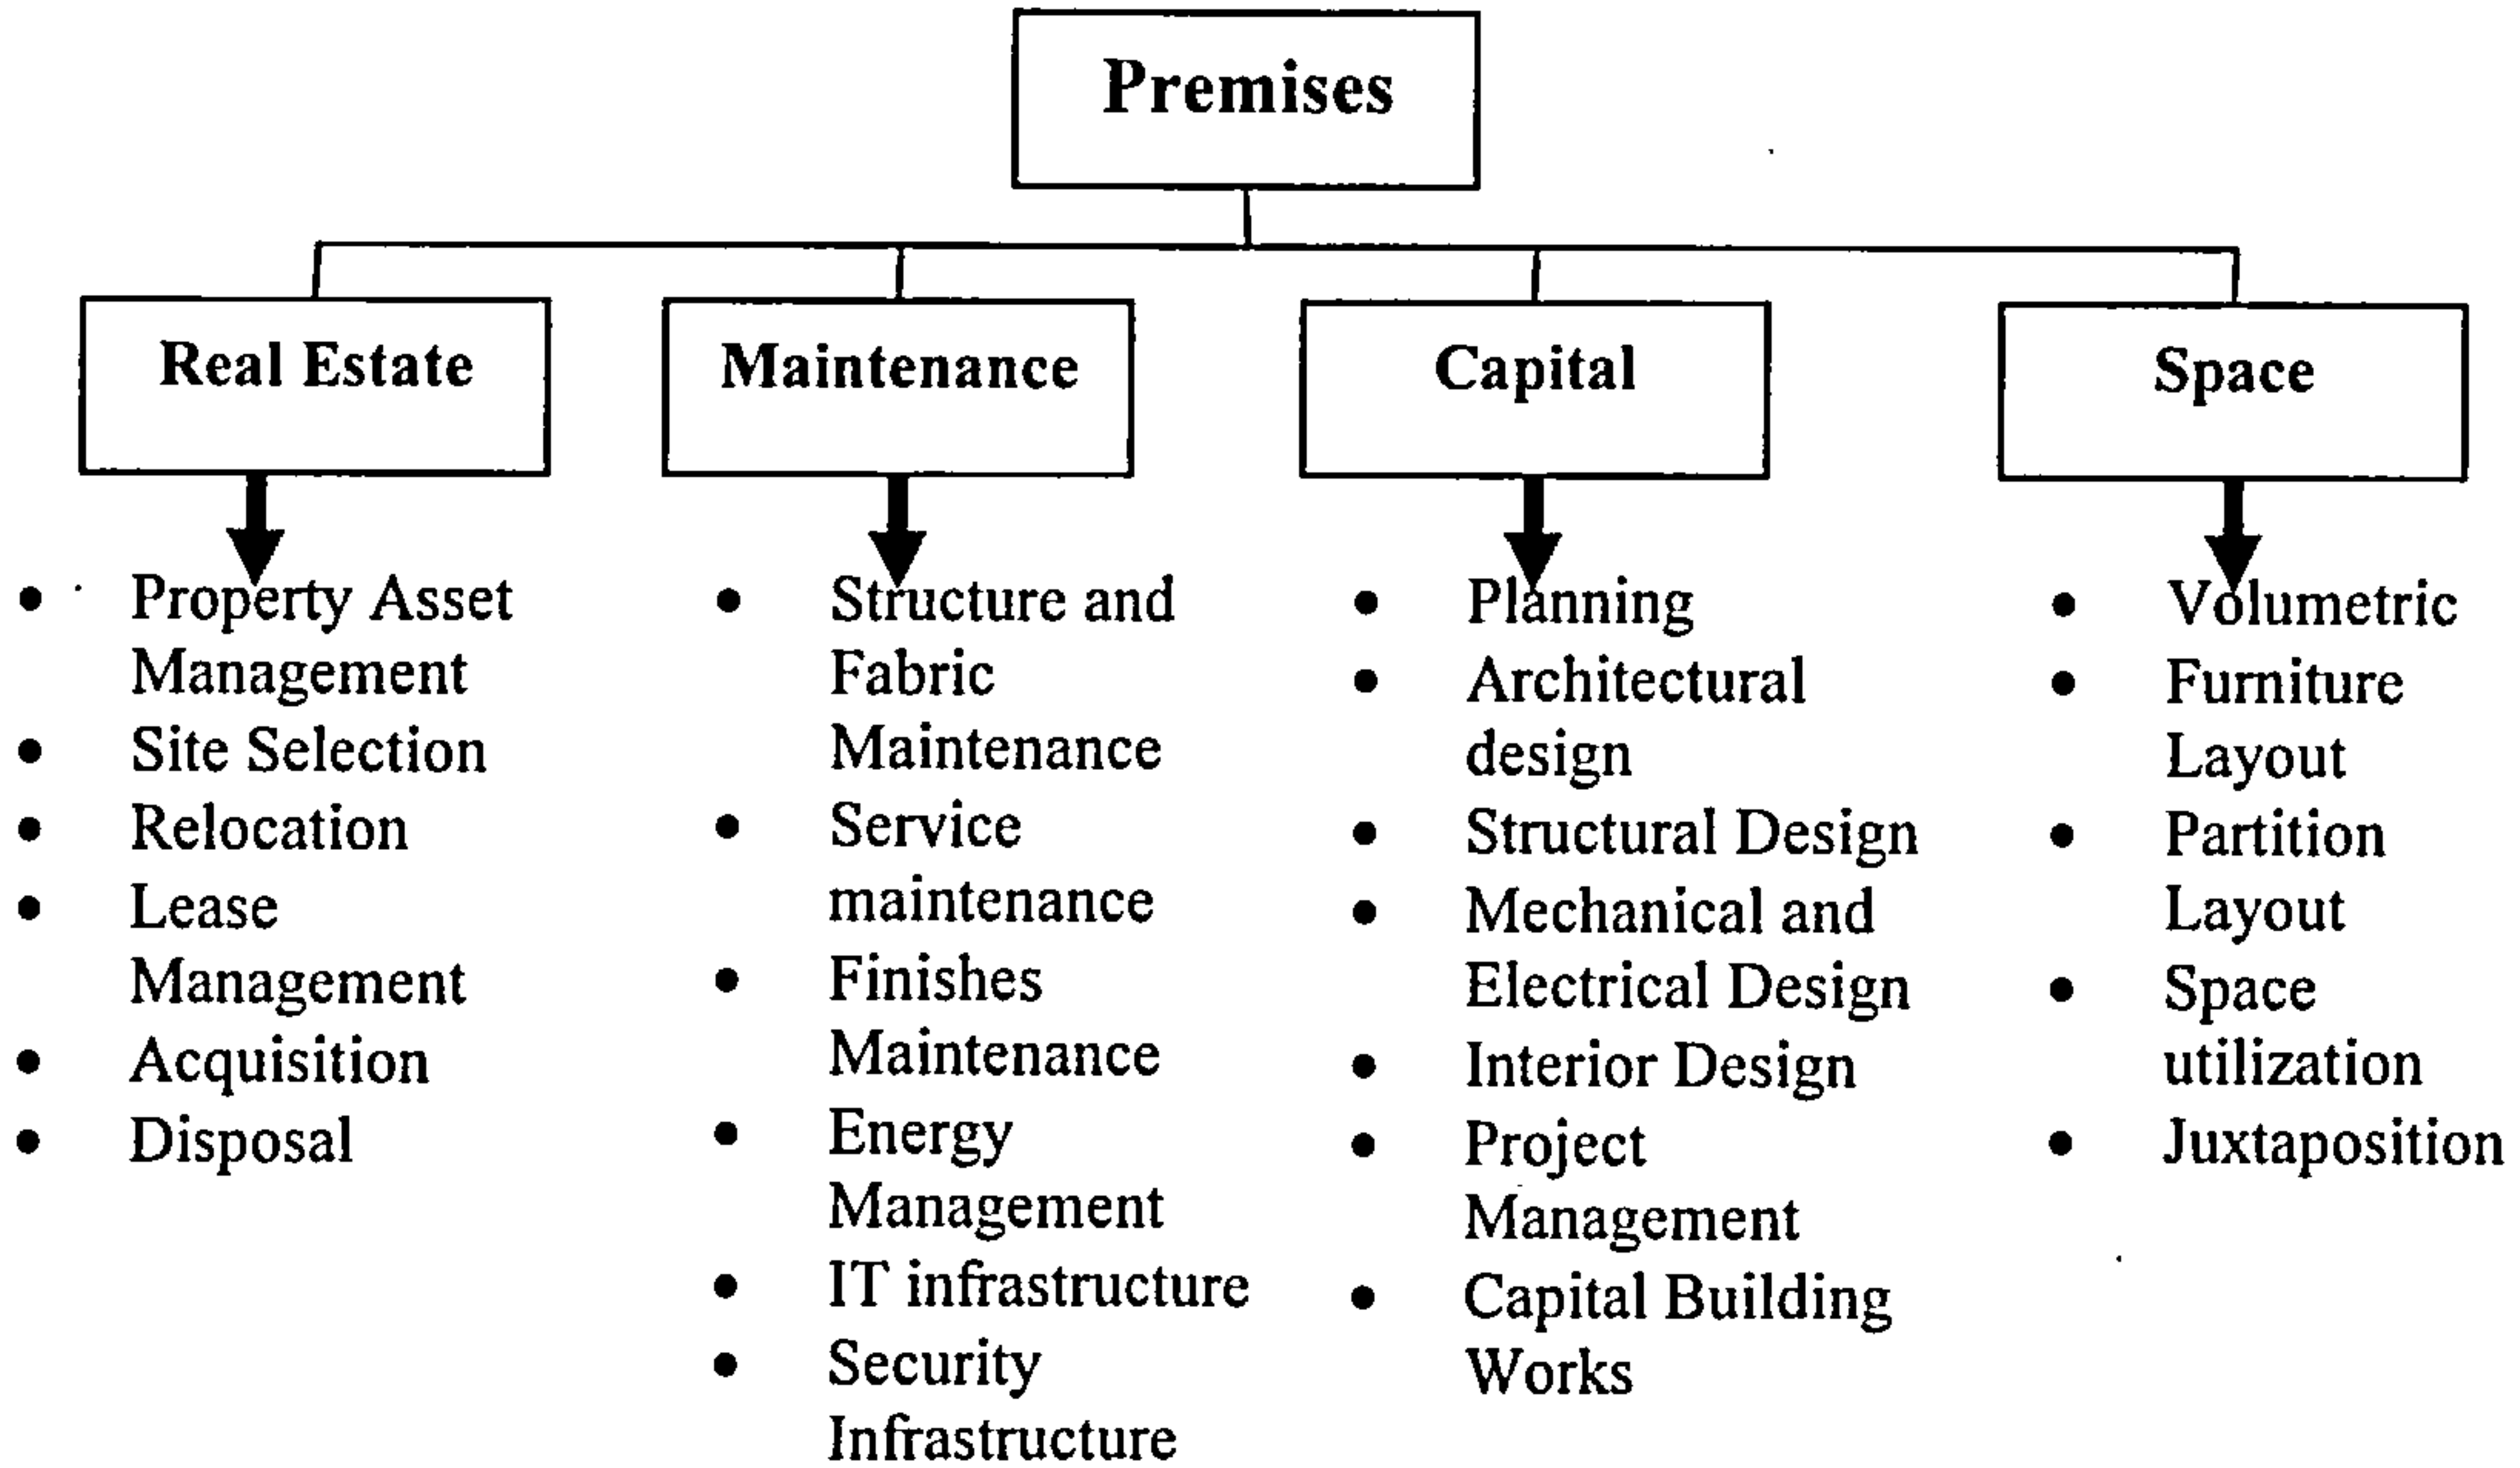 Premises
Real Estate
Maintenance
Capital
Space
• Property Asset
Management
• Site Selection
• Relocation
• Lease
Management
• Acquisition
• Disposal
• Structure and
Fabric
Maintenance
• Service
maintenance
• Finishes
Maintenance
• Energy
Management
• IT infrastructure
• Security
Infrastructure
• Planning
• Architectural
design
• Structural Design
• Mechanical and
Electrical Design
• Interior Design
• Project
Management
• Capital Building
Works
• Volumetric
• Furniture
Layout
• Partition
Layout
• Space
utilization
• Juxtaposition